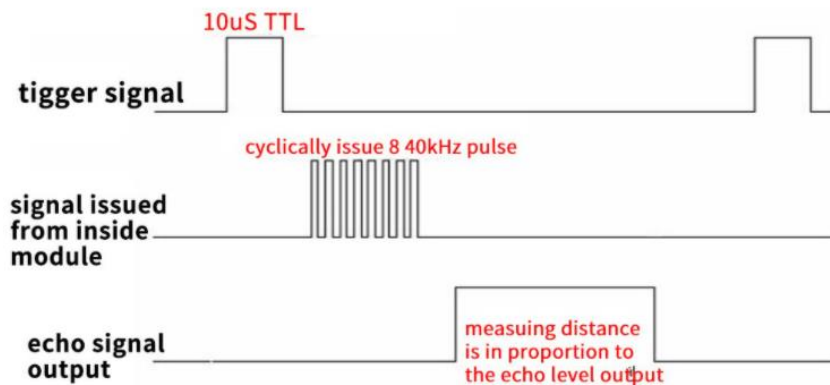 10uS TTL
tigger signal
cyclically issue 8 40kHz pulse
signal issued
from inside
module
measuing distance
is in proportion to
the echo level output
echo signal
output